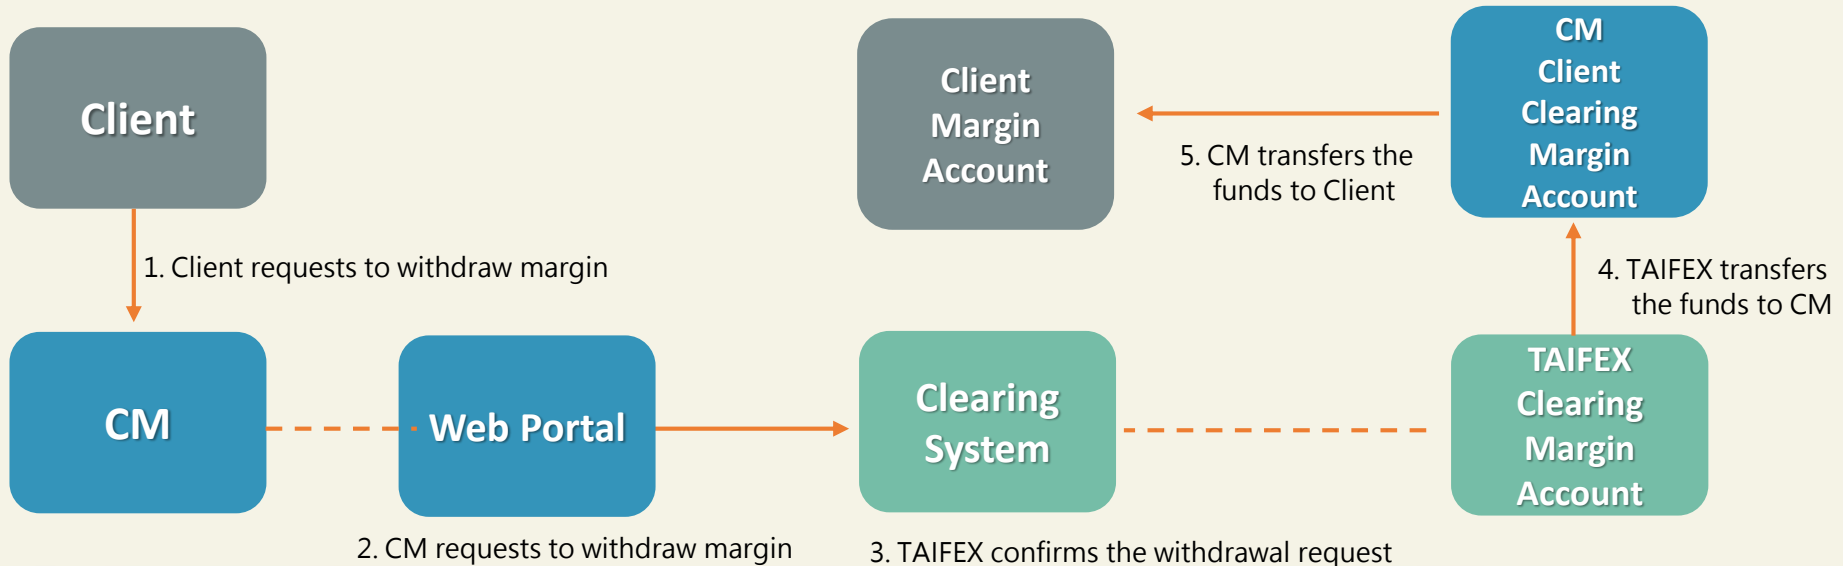 Client
1. Client requests to withdraw margin
CM
Web Portal
2. CM requests to withdraw margin
Clearing
System
3. TAIFEX confirms the withdrawal request
TAIFEX
Clearing
Margin
Account
4. TAIFEX transfers
the funds to CM
CM
Client
Clearing
Margin
Account
5. CM transfers the
funds to Client
Client
Margin
Account